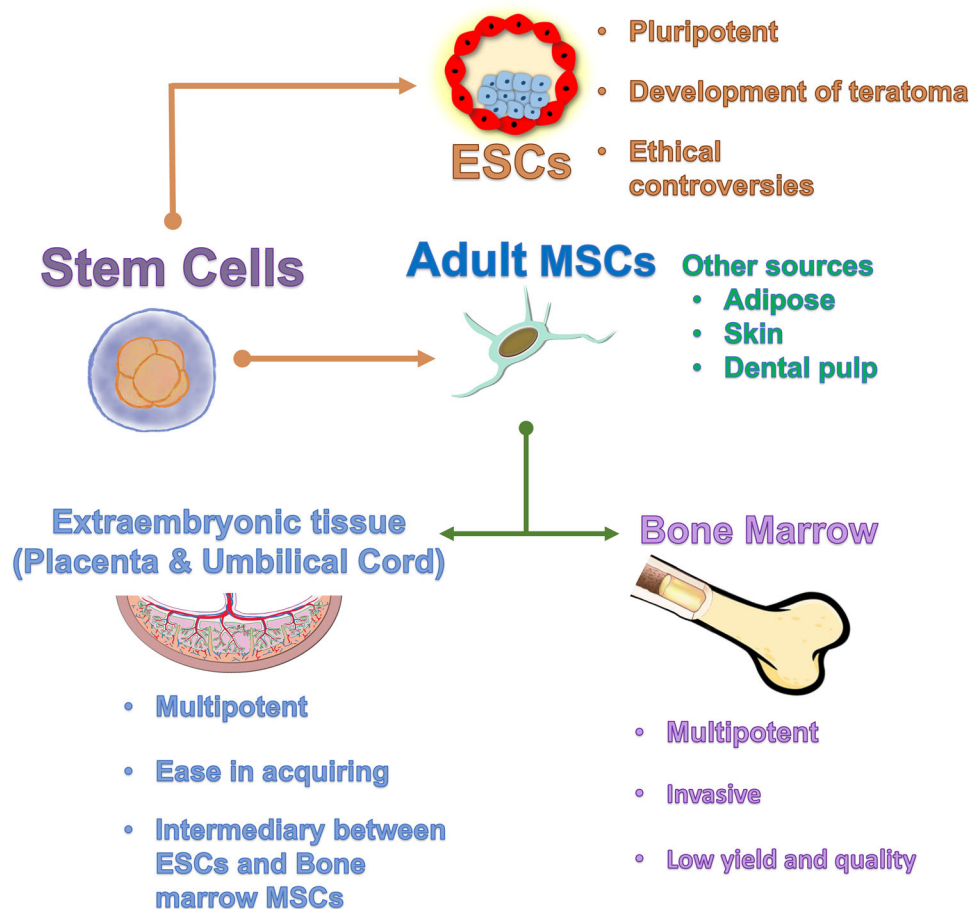 • Pluripotent
• Development of teratoma
ESCs
• Ethical
controversies
Stem Cells
Adult MSCs
Other sources
• Adipose
• Skin
• Dental pulp
Extraembryonic tissue
(Placenta & Umbilical Cord)
Bone Marrow
• Multipotent
• Ease in acquiring
• Intermediary between
ESCs and Bone
marrow MSCs
• Multipotent
• Invasive
• Low yield and quality